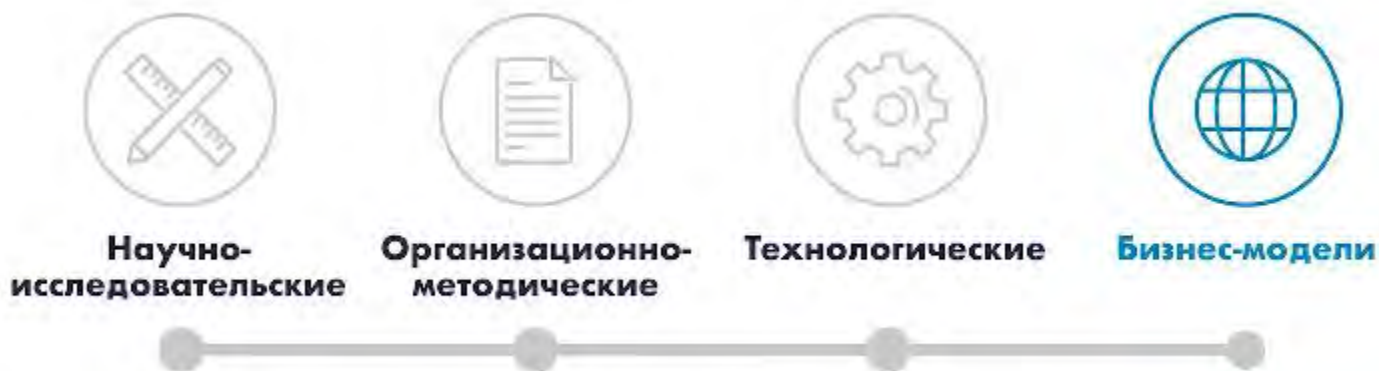 Научно-
исследовательские
Организационно-
методические
Технологические
Бизнес-модели